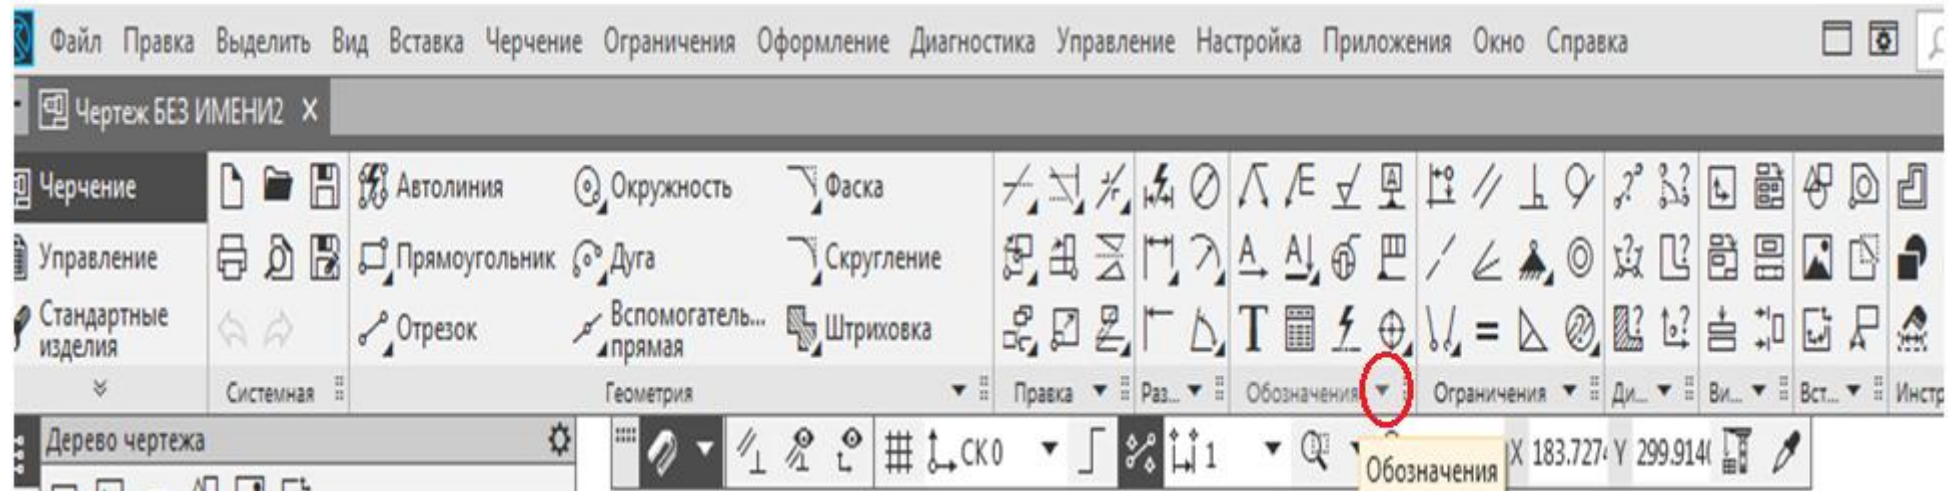 Файл Правка Выделить Вид Вставка Черчение Ограничения Оформление Диагностика Управление Настройка Приложения Окно Справка
Чертеж БЕЗ ИМЕНИ2
Черчение Автолиния Окружность Фаска
Управление Прямоугольник Дуга Скругление
Стандартные изделия Отрезок Вспомогатель... прямая Штриховка
Системная Геометрия Правка Раз... Обозначения Ограничения Ди... Ви... Вст... Инстр
Дерево чертежа СК 0 1 X 183.727 Y 299.914
Обозначения